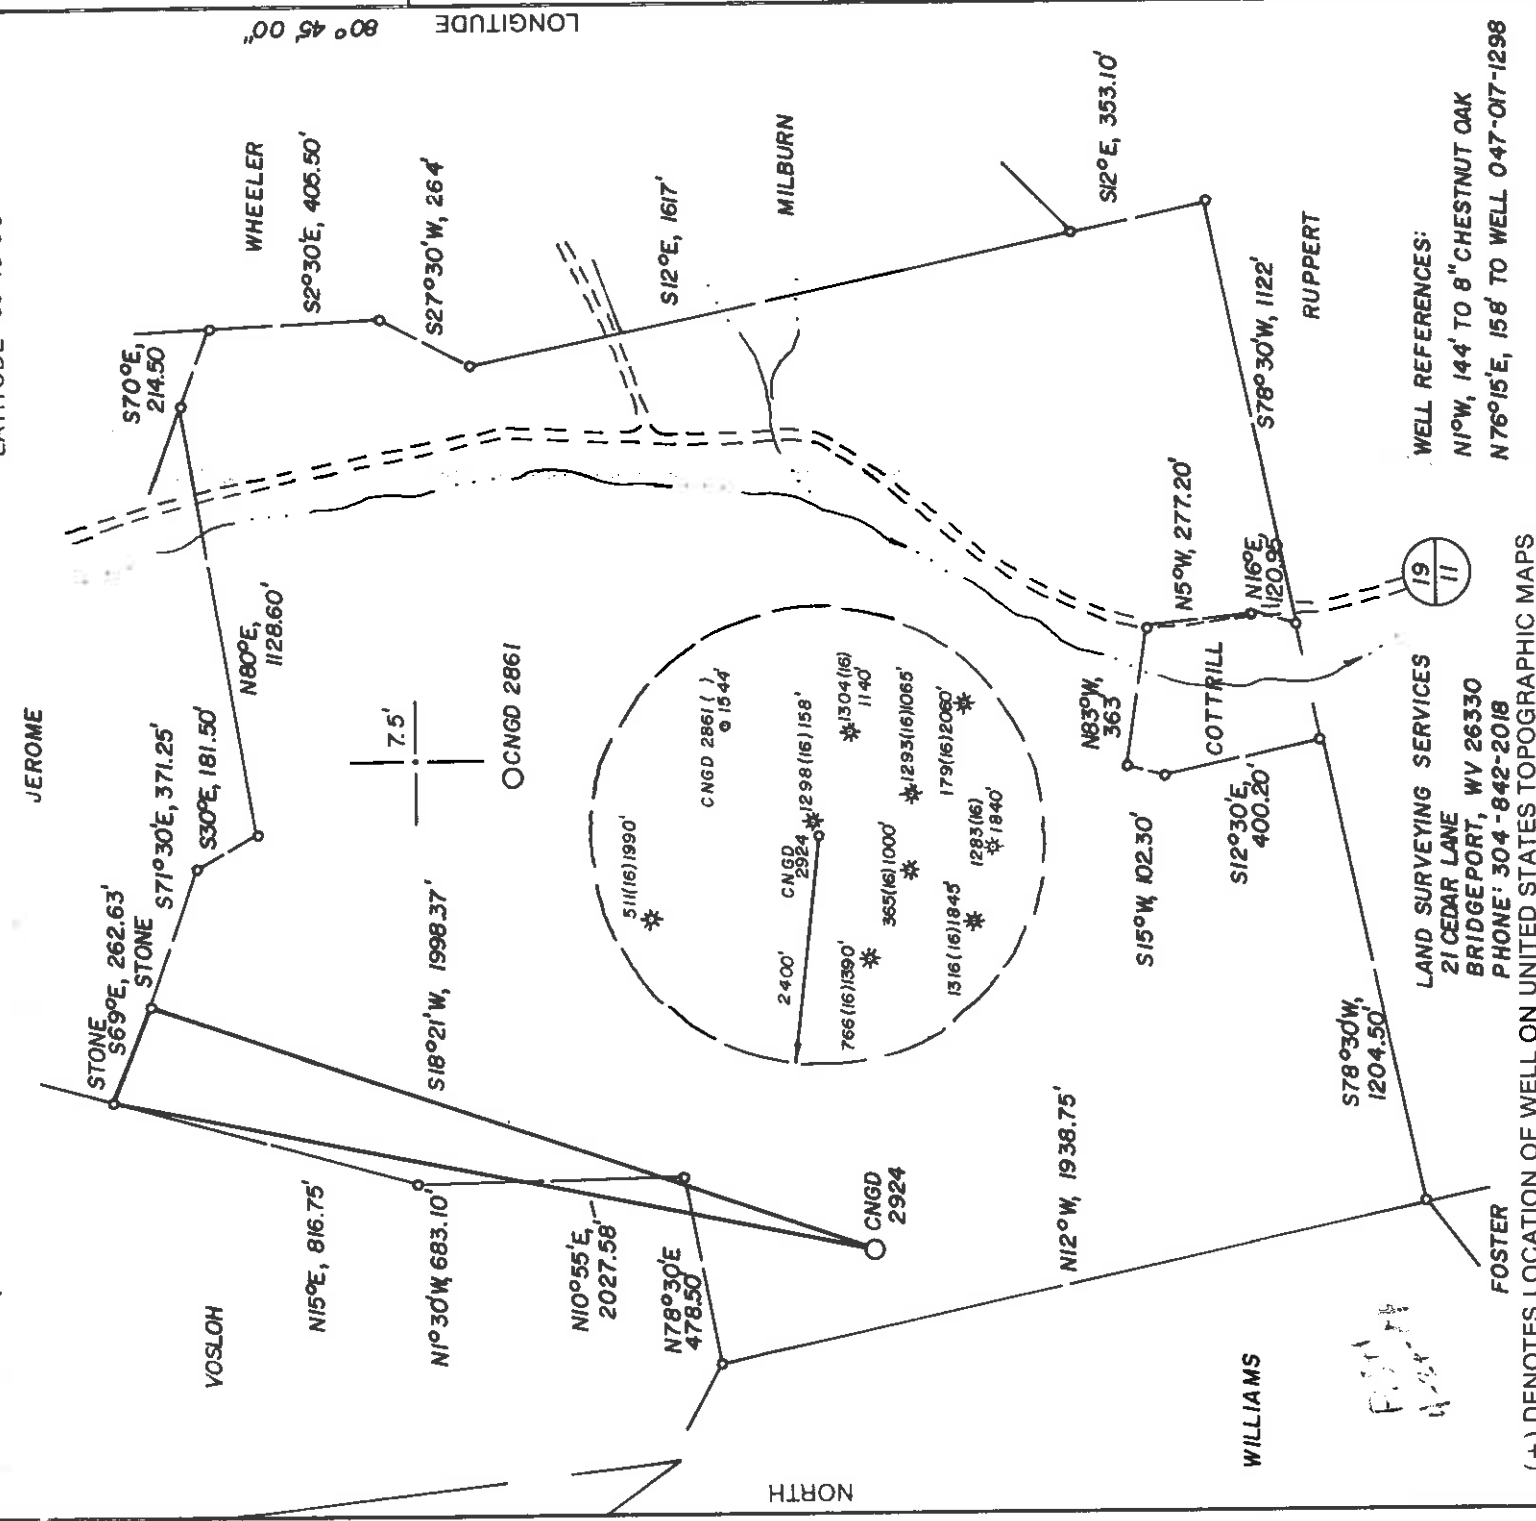 80° 45' 00"
LONGITUDE
JEROME
WHEELER
S70°E,
214.50
S2°30'E, 405.50'
S27°30'W, 264'
S12°E, 1617'
MILBURN
S12°E, 353.10'
RUPPERT
S78°30'W, 1122'
N80°E,
1128.60'
S30°E, 181.50'
S71°30'E, 371.25'
STONE
S69°E, 262.63'
STONE
7.5'
CNGD 2861
S18°21'W, 1998.37'
N15°E, 816.75'
N1°30'W, 683.10'
VOSLOH
N10°55'E,
2027.58'
N78°30'E
478.50'
CNGD
2924
511(16)1990'
CNGD 2861 ( )
1544'
CNGD
2924
1298(16)158'
2400'
1304(16)
1140'
1293(16)1065'
179(16)2060'
1283(16)
1840'
365(16)1000'
766(16)1390'
1316(16)1845'
N12°W, 1938.75'
N5°W, 277.20'
N16°E,
120.95
N83°W,
363
COTTRILL
S15°W, 102.30'
S12°30'E,
400.20'
S78°30'W,
1204.50'
WILLIAMS
FOSTER
NORTH
19
11
WELL REFERENCES:
N1°W, 144' TO 8" CHESTNUT OAK
N76°15'E, 158' TO WELL 047-017-1298
LAND SURVEYING SERVICES
21 CEDAR LANE
BRIDGEPORT, WV 26330
PHONE: 304-842-2018
(+) DENOTES LOCATION OF WELL ON UNITED STATES TOPOGRAPHIC MAPS